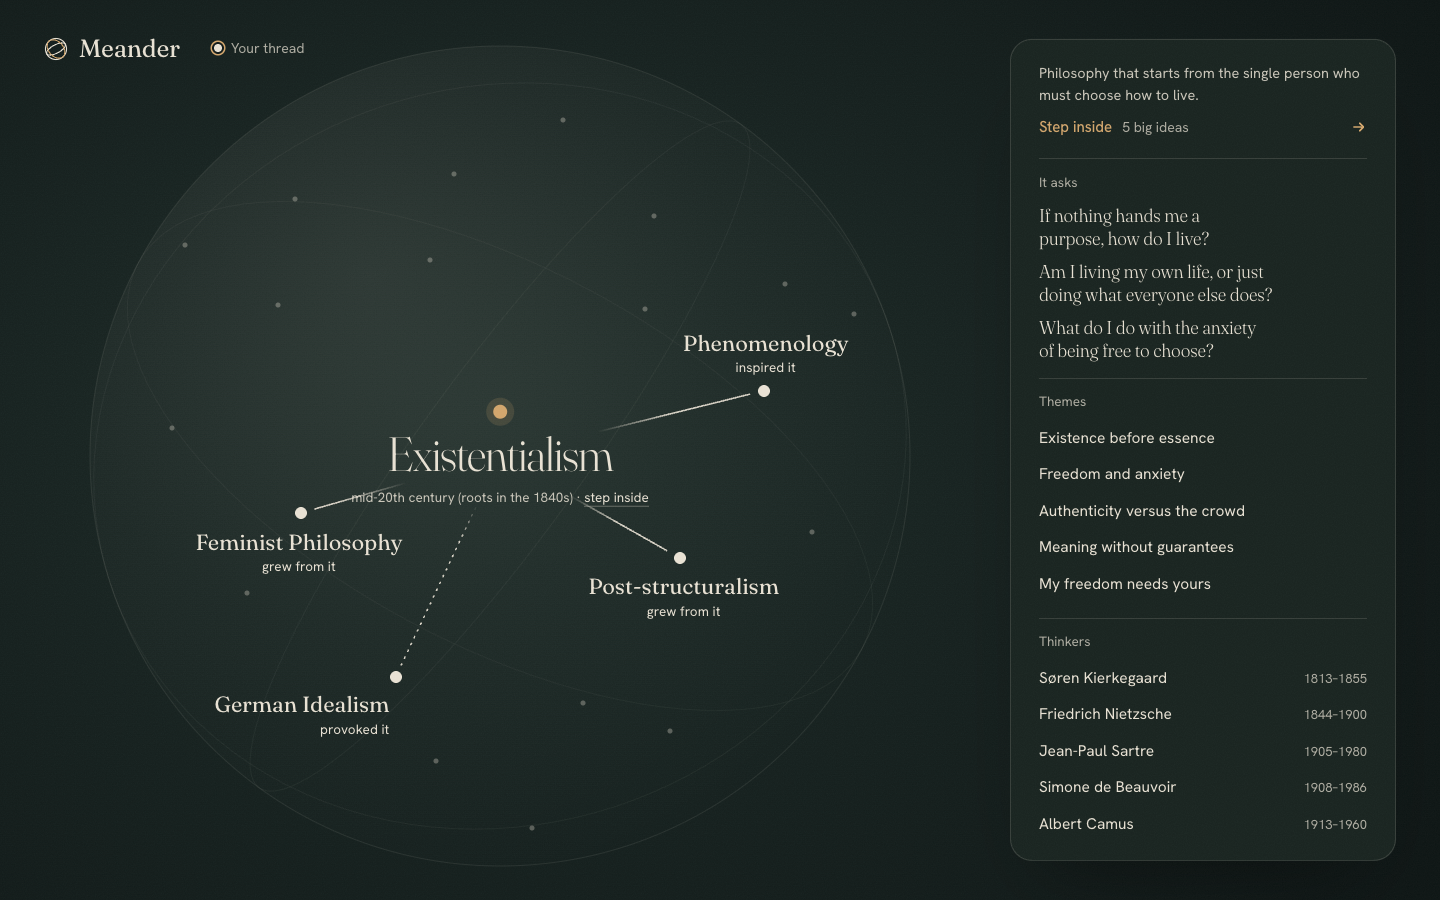 Meander
Your thread
Phenomenology
inspired it
Existentialism
mid-20th century (roots in the 1840s) · step inside
Feminist Philosophy
grew from it
Post-structuralism
grew from it
German Idealism
provoked it
Philosophy that starts from the single person who
must choose how to live.
Step inside 5 big ideas →
It asks
If nothing hands me a
purpose, how do I live?
Am I living my own life, or just
doing what everyone else does?
What do I do with the anxiety
of being free to choose?
Themes
Existence before essence
Freedom and anxiety
Authenticity versus the crowd
Meaning without guarantees
My freedom needs yours
Thinkers
Søren Kierkegaard 1813–1855
Friedrich Nietzsche 1844–1900
Jean-Paul Sartre 1905–1980
Simone de Beauvoir 1908–1986
Albert Camus 1913–1960